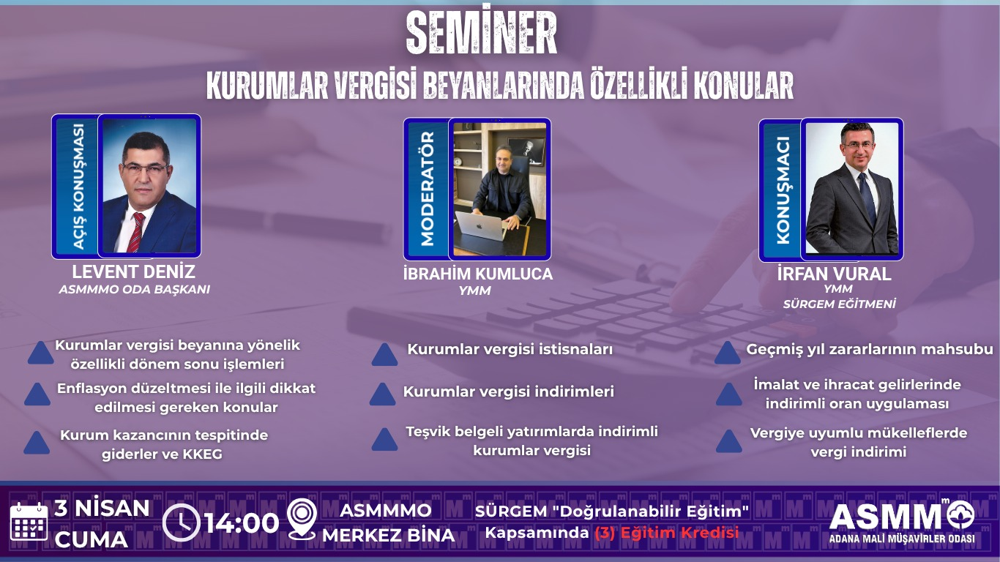 SEMİNER
KURUMLAR VERGİSİ BEYANLARINDA ÖZELLİKLİ KONULAR
AÇIŞ KONUŞMASI
LEVENT DENİZ
ASMMMO ODA BAŞKANI
MODERATÖR
İBRAHİM KUMLUCA
YMM
KONUŞMACI
İRFAN VURAL
YMM
SÜRGEM EĞİTMENİ
Kurumlar vergisi beyanına yönelik
özellikli dönem sonu işlemleri
Enflasyon düzeltmesi ile ilgili dikkat
edilmesi gereken konular
Kurum kazancının tespitinde
giderler ve KKEG
Kurumlar vergisi istisnaları
Kurumlar vergisi indirimleri
Teşvik belgeli yatırımlarda indirimli
kurumlar vergisi
Geçmiş yıl zararlarının mahsubu
İmalat ve ihracat gelirlerinde
indirimli oran uygulaması
Vergiye uyumlu mükelleflerde
vergi indirimi
3 NİSAN
CUMA
14:00
ASMMMO
MERKEZ BİNA
SÜRGEM "Doğrulanabilir Eğitim"
Kapsamında (3) Eğitim Kredisi
ASMMmO
ADANA MALİ MÜŞAVİRLER ODASI